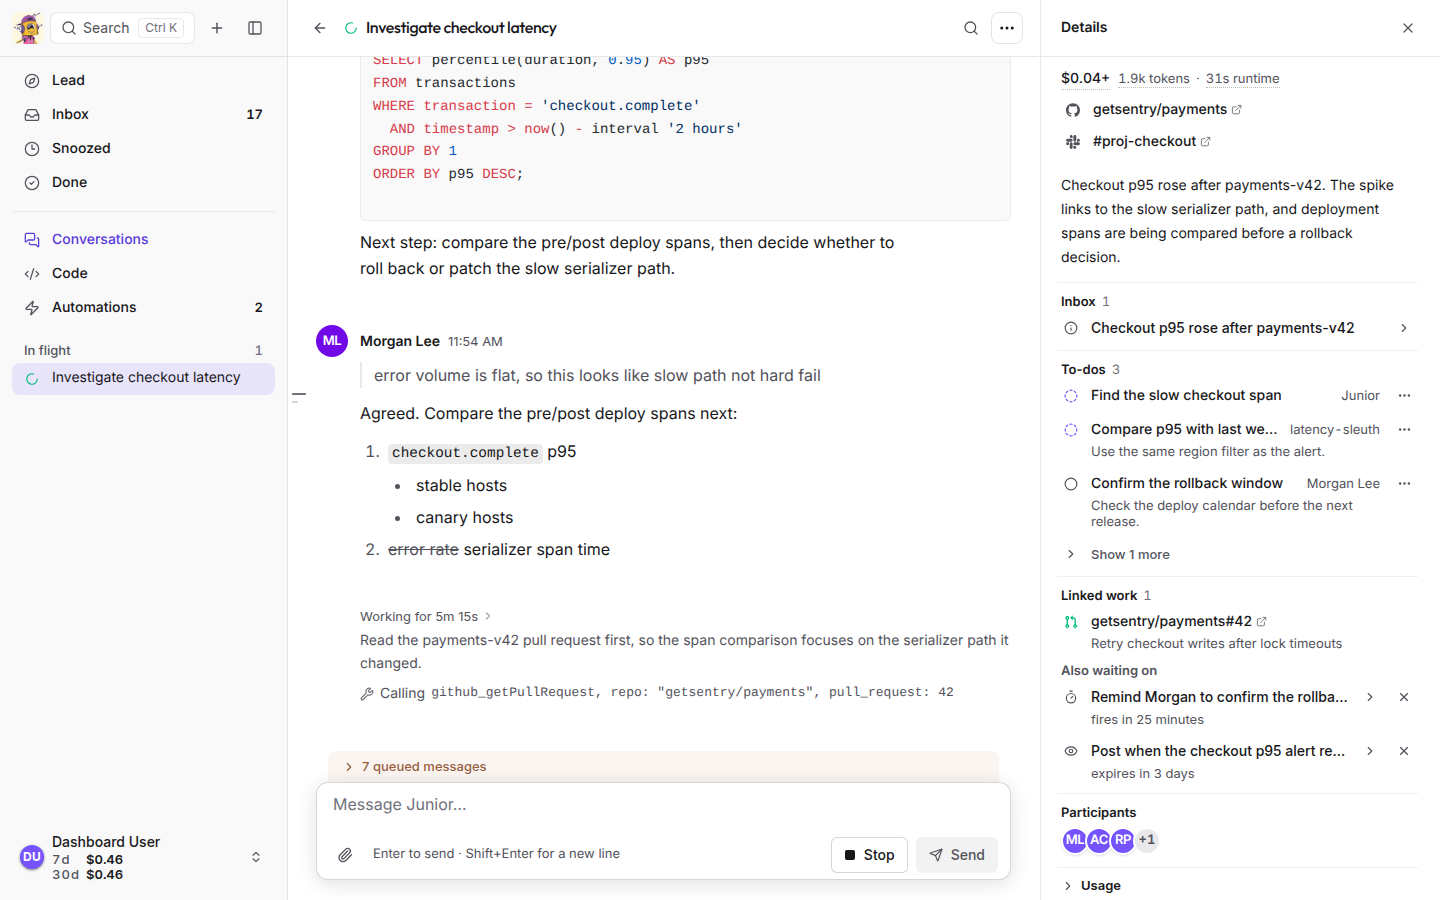 Search Ctrl K
Lead
Inbox 17
Snoozed
Done
Conversations
Code
Automations 2
In flight 1
Investigate checkout latency
Dashboard User
7d $0.46
30d $0.46
DU
Investigate checkout latency
SELECT percentile(duration, 0.95) AS p95
FROM transactions
WHERE transaction = 'checkout.complete'
AND timestamp > now() - interval '2 hours'
GROUP BY 1
ORDER BY p95 DESC;
Next step: compare the pre/post deploy spans, then decide whether to
roll back or patch the slow serializer path.
ML Morgan Lee 11:54 AM
error volume is flat, so this looks like slow path not hard fail
Agreed. Compare the pre/post deploy spans next:
1. checkout.complete p95
• stable hosts
• canary hosts
2. error rate serializer span time
Working for 5m 15s
Read the payments-v42 pull request first, so the span comparison focuses on the serializer path it
changed.
Calling github_getPullRequest, repo: "getsentry/payments", pull_request: 42
7 queued messages
Message Junior...
Enter to send · Shift+Enter for a new line
Stop
Send
Details
$0.04+ 1.9k tokens · 31s runtime
getsentry/payments
#proj-checkout
Checkout p95 rose after payments-v42. The spike
links to the slow serializer path, and deployment
spans are being compared before a rollback
decision.
Inbox 1
Checkout p95 rose after payments-v42
To-dos 3
Find the slow checkout span Junior
Compare p95 with last we... latency-sleuth
Use the same region filter as the alert.
Confirm the rollback window Morgan Lee
Check the deploy calendar before the next
release.
Show 1 more
Linked work 1
getsentry/payments#42
Retry checkout writes after lock timeouts
Also waiting on
Remind Morgan to confirm the rollba...
fires in 25 minutes
Post when the checkout p95 alert re...
expires in 3 days
Participants
ML AC RP +1
Usage